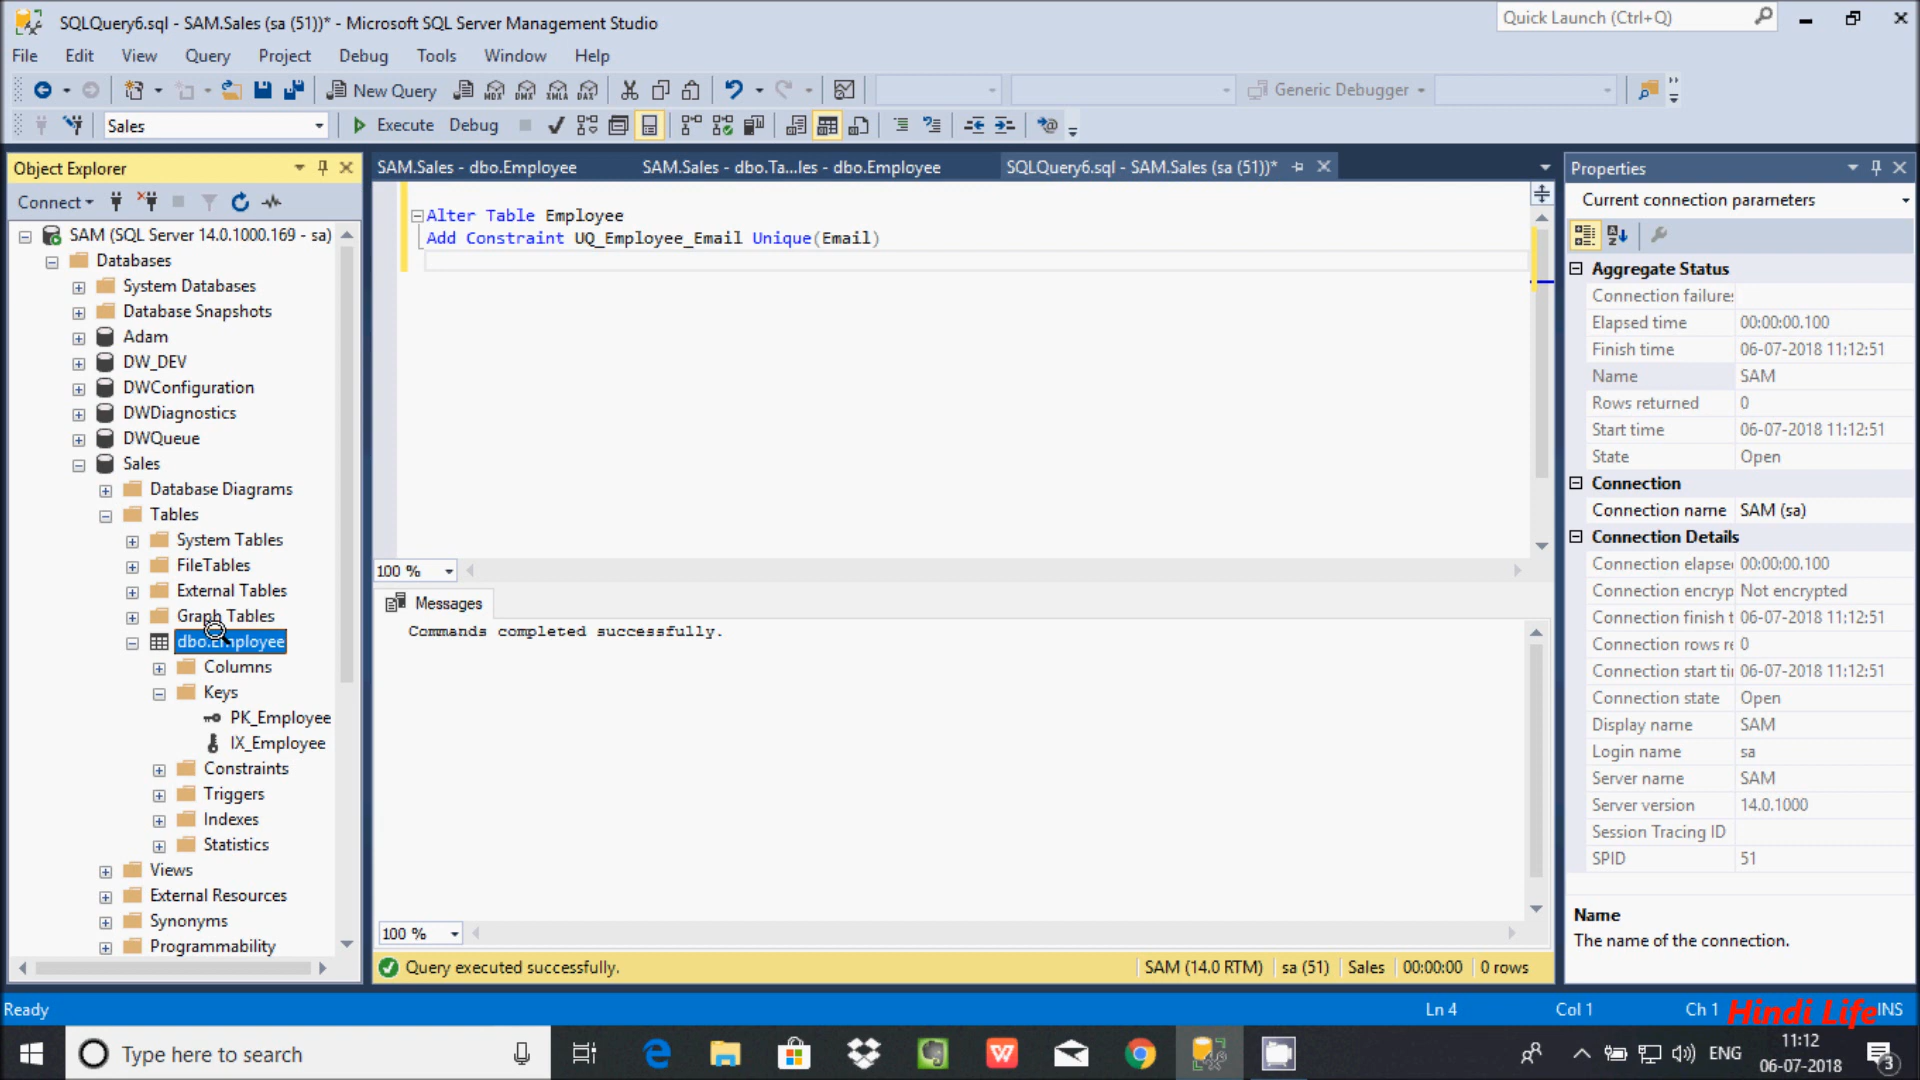 SQLQuery6.sql - SAM.Sales (sa (51))* - Microsoft SQL Server Management Studio
Quick Launch (Ctrl+Q)
File Edit View Query Project Debug Tools Window Help
New Query MDX DMX XMLA DAX Generic Debugger
Sales Execute Debug
Object Explorer
Connect
SAM (SQL Server 14.0.1000.169 - sa)
Databases
System Databases
Database Snapshots
Adam
DW_DEV
DWConfiguration
DWDiagnostics
DWQueue
Sales
Database Diagrams
Tables
System Tables
FileTables
External Tables
Graph Tables
dbo.Employee
Columns
Keys
PK_Employee
IX_Employee
Constraints
Triggers
Indexes
Statistics
Views
External Resources
Synonyms
Programmability
SAM.Sales - dbo.Employee SAM.Sales - dbo.Ta...les - dbo.Employee SQLQuery6.sql - SAM.Sales (sa (51))*
Alter Table Employee
Add Constraint UQ_Employee_Email Unique(Email)
100 %
Messages
Commands completed successfully.
100 %
Query executed successfully. SAM (14.0 RTM) sa (51) Sales 00:00:00 0 rows
Properties
Current connection parameters
Aggregate Status
Connection failures
Elapsed time 00:00:00.100
Finish time 06-07-2018 11:12:51
Name SAM
Rows returned 0
Start time 06-07-2018 11:12:51
State Open
Connection
Connection name SAM (sa)
Connection Details
Connection elapse 00:00:00.100
Connection encryp Not encrypted
Connection finish t 06-07-2018 11:12:51
Connection rows re 0
Connection start ti 06-07-2018 11:12:51
Connection state Open
Display name SAM
Login name sa
Server name SAM
Server version 14.0.1000
Session Tracing ID
SPID 51
Name
The name of the connection.
Ready Ln 4 Col 1 Ch 1 INS
Hindi Life
Type here to search
ENG
11:12
06-07-2018
3